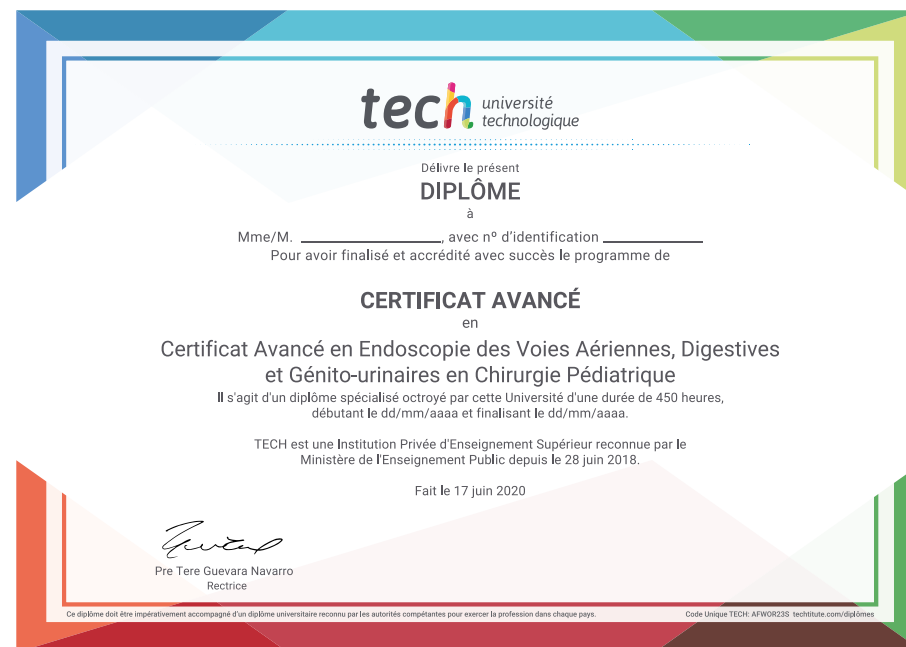 tech université
technologique
Délivre le présent
DIPLÔME
à
Mme/M. ____________________, avec nº d'identification ______________
Pour avoir finalisé et accrédité avec succès le programme de
CERTIFICAT AVANCÉ
en
Certificat Avancé en Endoscopie des Voies Aériennes, Digestives
et Génito-urinaires en Chirurgie Pédiatrique
Il s'agit d'un diplôme spécialisé octroyé par cette Université d'une durée de 450 heures,
débutant le dd/mm/aaaa et finalisant le dd/mm/aaaa.
TECH est une Institution Privée d'Enseignement Supérieur reconnue par le
Ministère de l'Enseignement Public depuis le 28 juin 2018.
Fait le 17 juin 2020
Pre Tere Guevara Navarro
Rectrice
Ce diplôme doit être impérativement accompagné d'un diplôme universitaire reconnu par les autorités compétentes pour exercer la profession dans chaque pays.
Code Unique TECH: AFWOR23S techtitute.com/diplômes